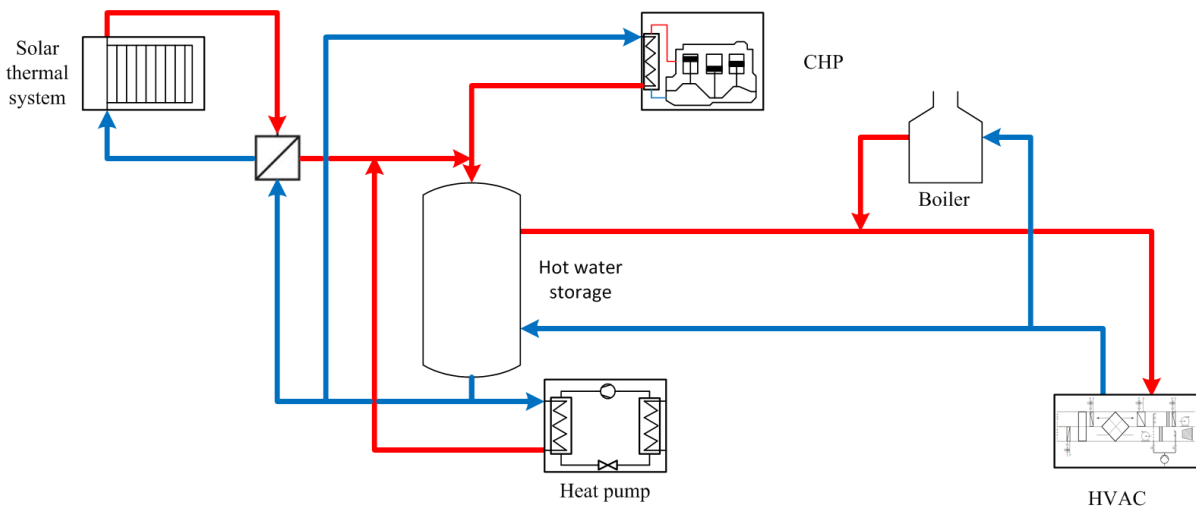 Solar
thermal
system
CHP
Boiler
Hot water
storage
Heat pump
HVAC